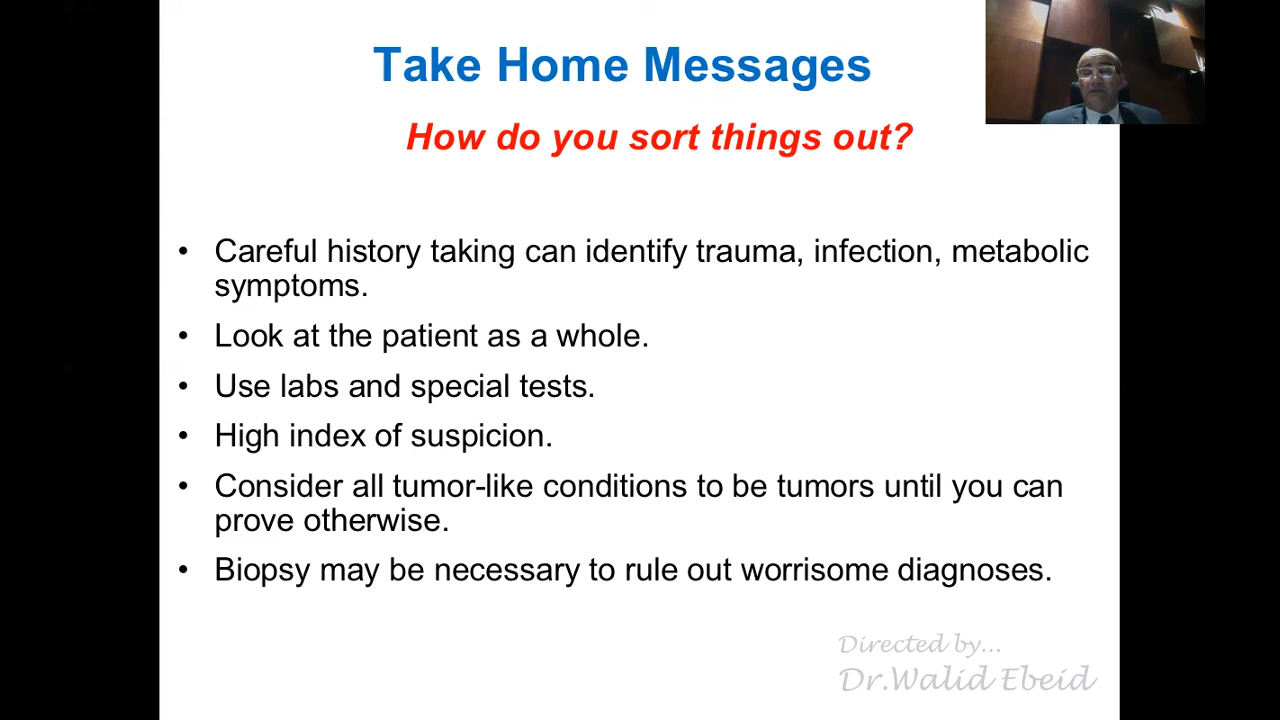 Take Home Messages
How do you sort things out?
• Careful history taking can identify trauma, infection, metabolic
symptoms.
• Look at the patient as a whole.
• Use labs and special tests.
• High index of suspicion.
• Consider all tumor-like conditions to be tumors until you can
prove otherwise.
• Biopsy may be necessary to rule out worrisome diagnoses.
Directed by...
Dr.Walid Ebeid